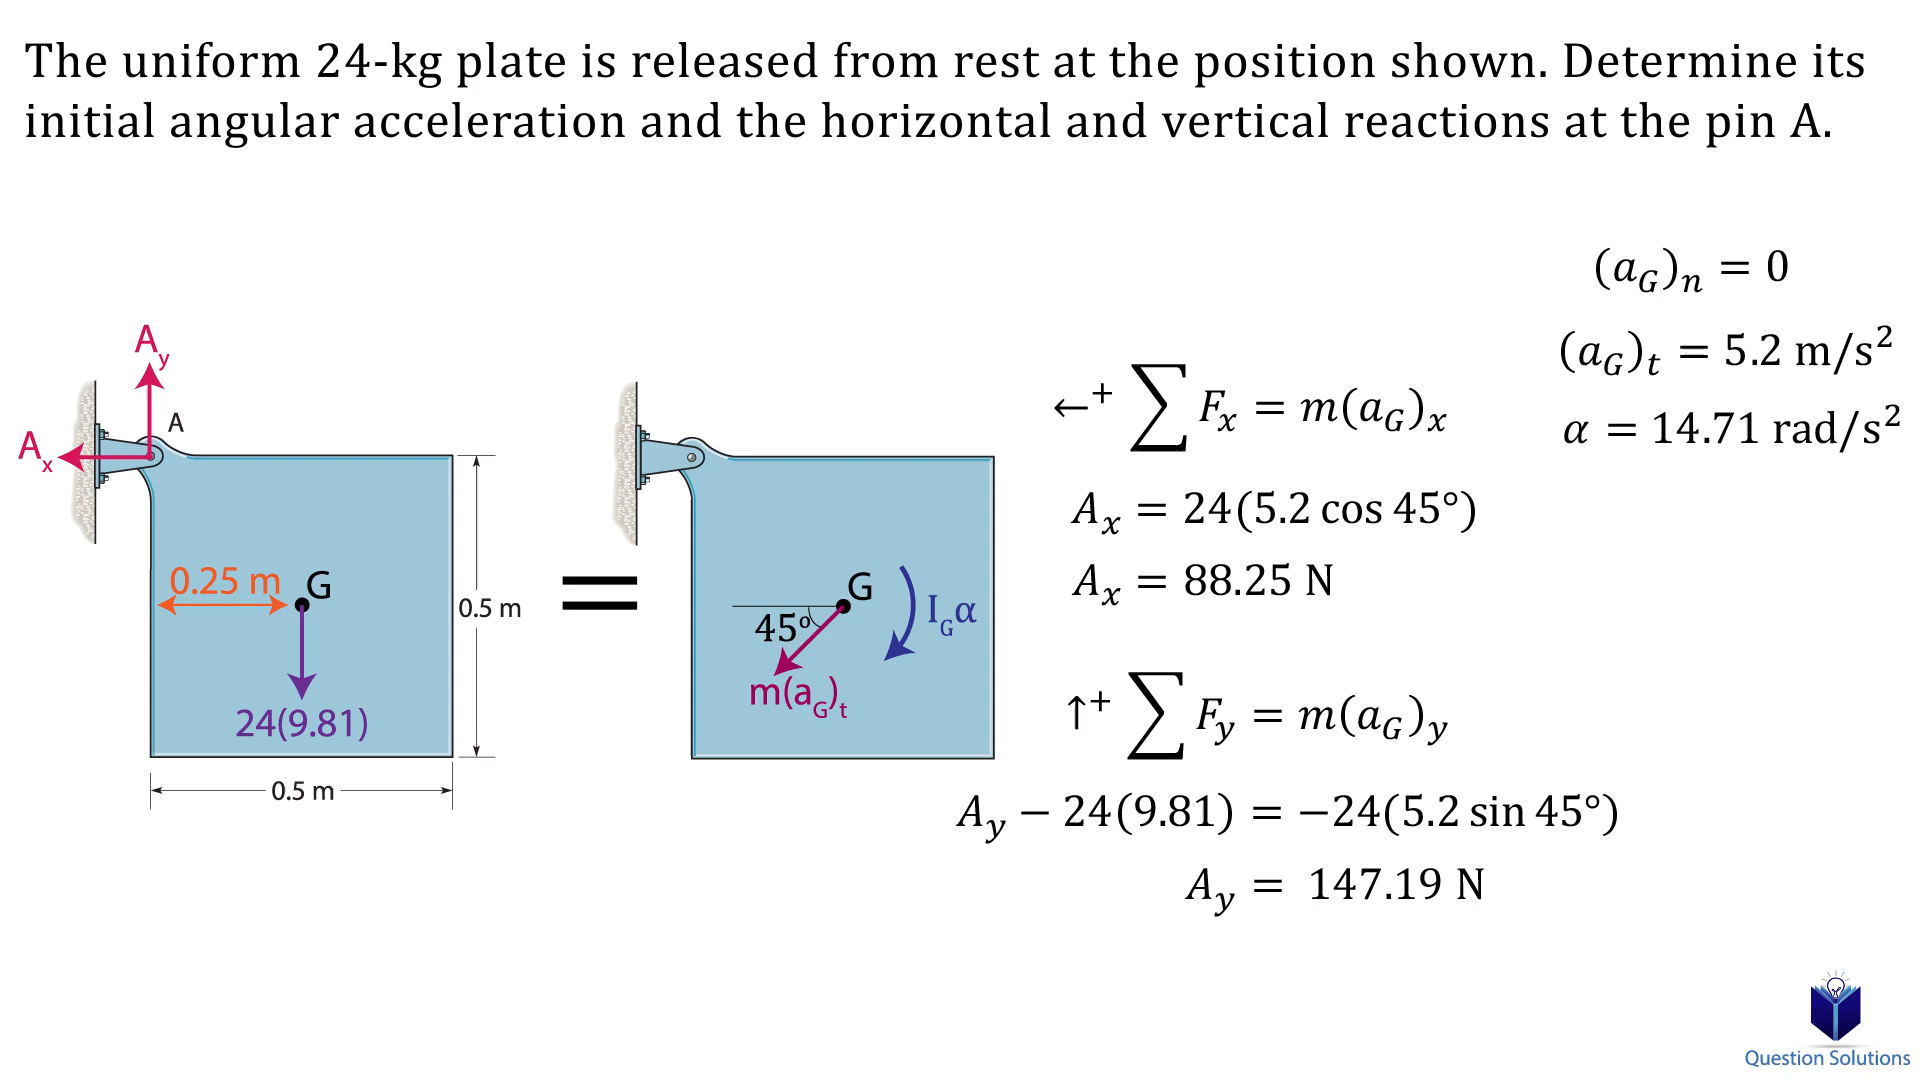 The uniform 24-kg plate is released from rest at the position shown. Determine its
initial angular acceleration and the horizontal and vertical reactions at the pin A.
A_y
A
A_x
0.25 m
G
24(9.81)
0.5 m
0.5 m
=
G
45°
I_G α
m(a_G)_t
(a_G)_n = 0
(a_G)_t = 5.2 m/s²
α = 14.71 rad/s²
←⁺ ∑ F_x = m(a_G)_x
A_x = 24(5.2 cos 45°)
A_x = 88.25 N
↑⁺ ∑ F_y = m(a_G)_y
A_y − 24(9.81) = −24(5.2 sin 45°)
A_y = 147.19 N
Question Solutions